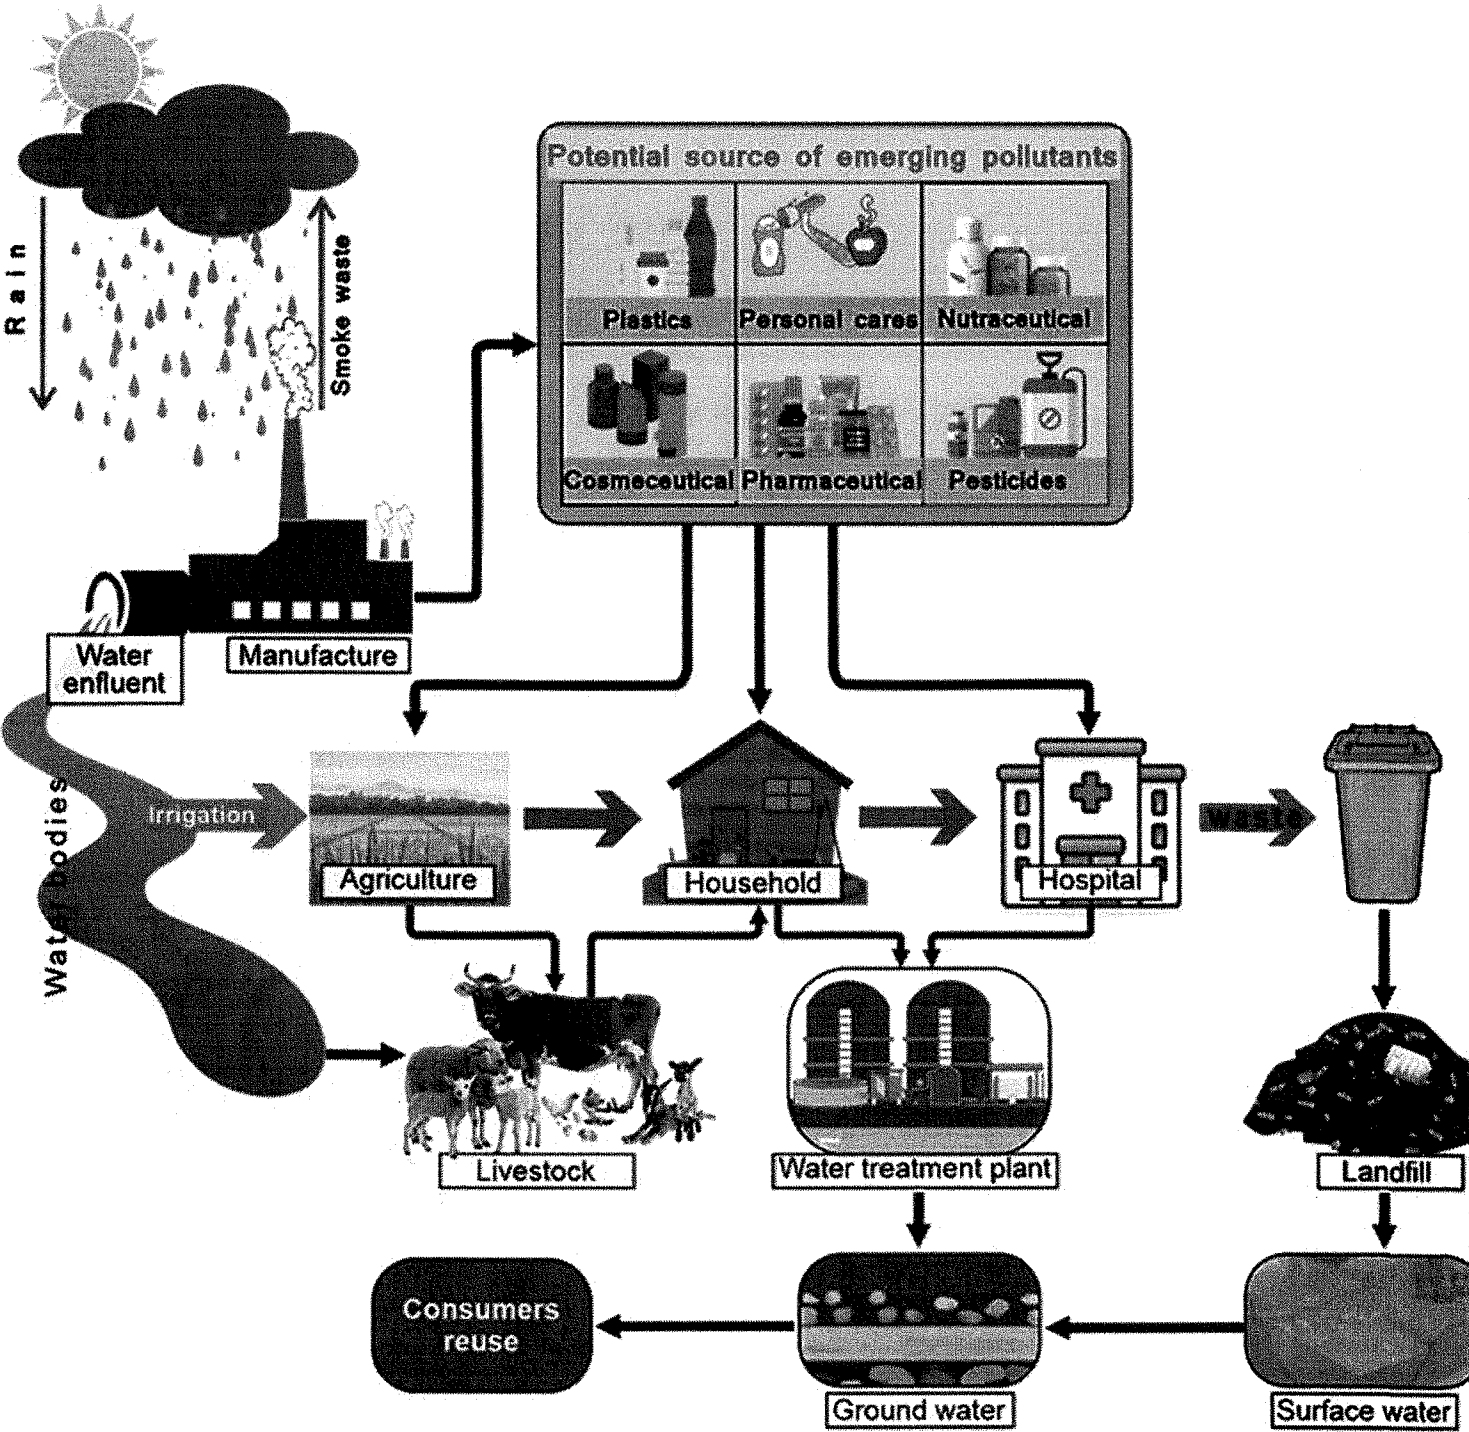 Potential source of emerging pollutants
Rain
Smoke waste
Plastics
Personal cares
Nutraceutical
Cosmeceutical
Pharmaceutical
Pesticides
Water
enfluent
Manufacture
Water bodies
Irrigation
waste
Agriculture
Household
Hospital
Livestock
Water treatment plant
Landfill
Consumers
reuse
Ground water
Surface water